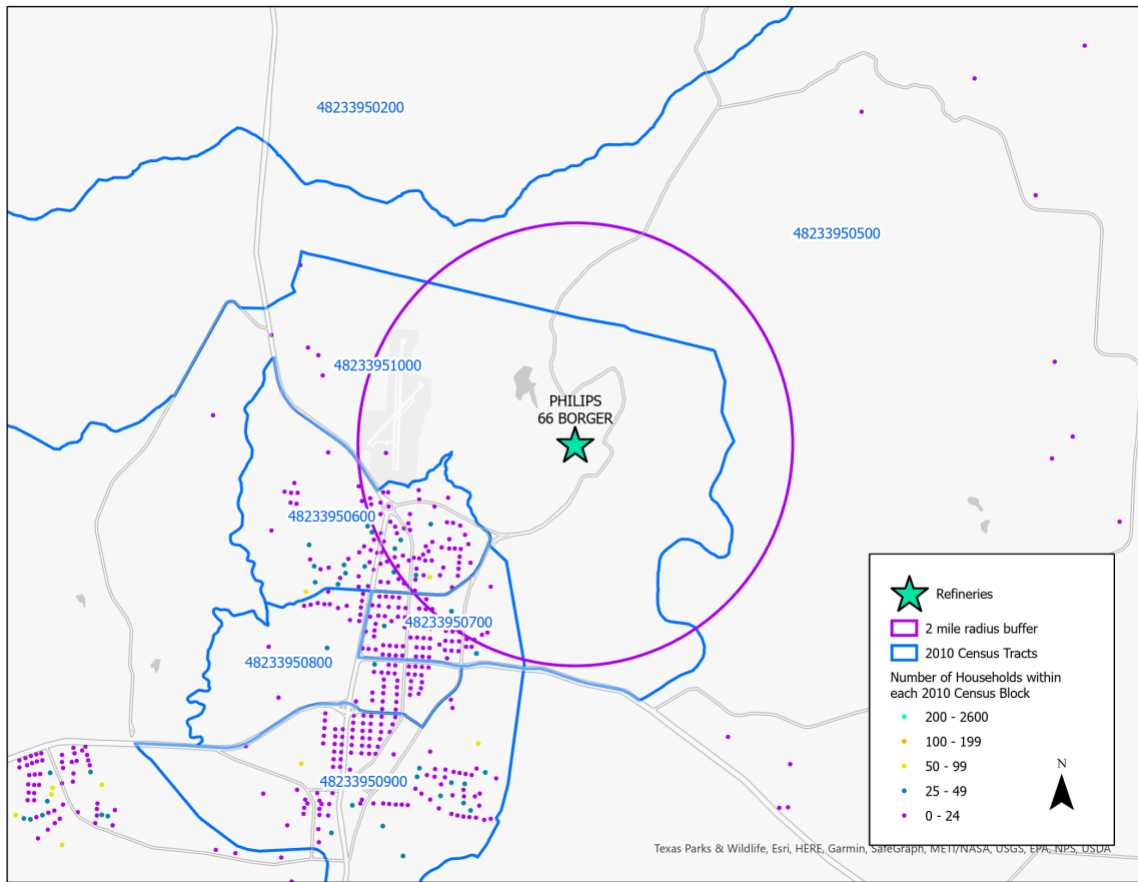 48233950200
48233950500
48233951000
PHILIPS
66 BORGER
48233950600
48233950700
48233950800
48233950900
Refineries
2 mile radius buffer
2010 Census Tracts
Number of Households within
each 2010 Census Block
200 - 2600
100 - 199
50 - 99
25 - 49
0 - 24
N
Texas Parks & Wildlife, Esri, HERE, Garmin, SafeGraph, METI/NASA, USGS, EPA, NPS, USDA